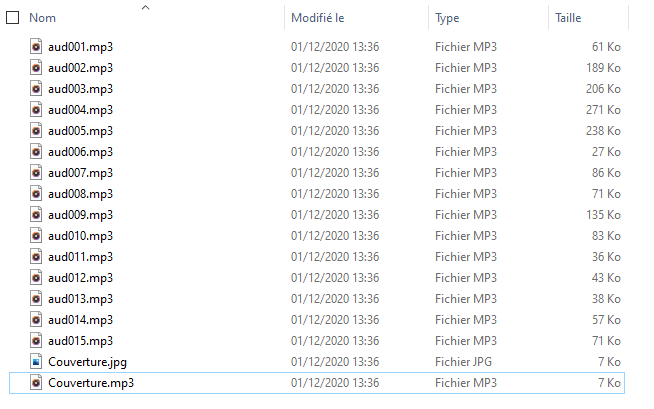 Nom Modifié le Type Taille
aud001.mp3 01/12/2020 13:36 Fichier MP3 61 Ko
aud002.mp3 01/12/2020 13:36 Fichier MP3 189 Ko
aud003.mp3 01/12/2020 13:36 Fichier MP3 206 Ko
aud004.mp3 01/12/2020 13:36 Fichier MP3 271 Ko
aud005.mp3 01/12/2020 13:36 Fichier MP3 238 Ko
aud006.mp3 01/12/2020 13:36 Fichier MP3 27 Ko
aud007.mp3 01/12/2020 13:36 Fichier MP3 86 Ko
aud008.mp3 01/12/2020 13:36 Fichier MP3 71 Ko
aud009.mp3 01/12/2020 13:36 Fichier MP3 135 Ko
aud010.mp3 01/12/2020 13:36 Fichier MP3 83 Ko
aud011.mp3 01/12/2020 13:36 Fichier MP3 36 Ko
aud012.mp3 01/12/2020 13:36 Fichier MP3 43 Ko
aud013.mp3 01/12/2020 13:36 Fichier MP3 38 Ko
aud014.mp3 01/12/2020 13:36 Fichier MP3 57 Ko
aud015.mp3 01/12/2020 13:36 Fichier MP3 71 Ko
Couverture.jpg 01/12/2020 13:36 Fichier JPG 7 Ko
Couverture.mp3 01/12/2020 13:36 Fichier MP3 7 Ko